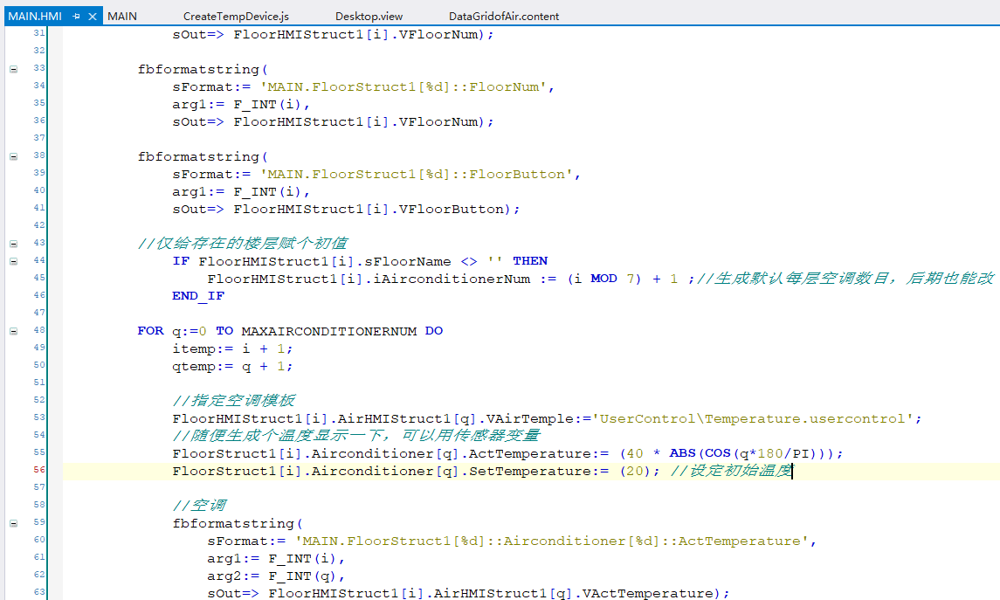 MAIN.HMI MAIN CreateTempDevice.js Desktop.view DataGridofAir.content
31 sOut=> FloorHMIStruct1[i].VFloorNum);
32
33 fbformatstring(
34 sFormat:= 'MAIN.FloorStruct1[%d]::FloorNum',
35 arg1:= F_INT(i),
36 sOut=> FloorHMIStruct1[i].VFloorNum);
37
38 fbformatstring(
39 sFormat:= 'MAIN.FloorStruct1[%d]::FloorButton',
40 arg1:= F_INT(i),
41 sOut=> FloorHMIStruct1[i].VFloorButton);
42
43 //仅给存在的楼层赋个初值
44 IF FloorHMIStruct1[i].sFloorName <> '' THEN
45 FloorHMIStruct1[i].iAirconditionerNum := (i MOD 7) + 1 ;//生成默认每层空调数目，后期也能改
46 END_IF
47
48 FOR q:=0 TO MAXAIRCONDITIONERNUM DO
49 itemp:= i + 1;
50 qtemp:= q + 1;
51
52 //指定空调模板
53 FloorHMIStruct1[i].AirHMIStruct1[q].VAirTemple:='UserControl\Temperature.usercontrol';
54 //随便生成个温度显示一下，可以用传感器变量
55 FloorStruct1[i].Airconditioner[q].ActTemperature:= (40 * ABS(COS(q*180/PI)));
56 FloorStruct1[i].Airconditioner[q].SetTemperature:= (20); //设定初始温度
57
58 //空调
59 fbformatstring(
60 sFormat:= 'MAIN.FloorStruct1[%d]::Airconditioner[%d]::ActTemperature',
61 arg1:= F_INT(i),
62 arg2:= F_INT(q),
63 sOut=> FloorHMIStruct1[i].AirHMIStruct1[q].VActTemperature);